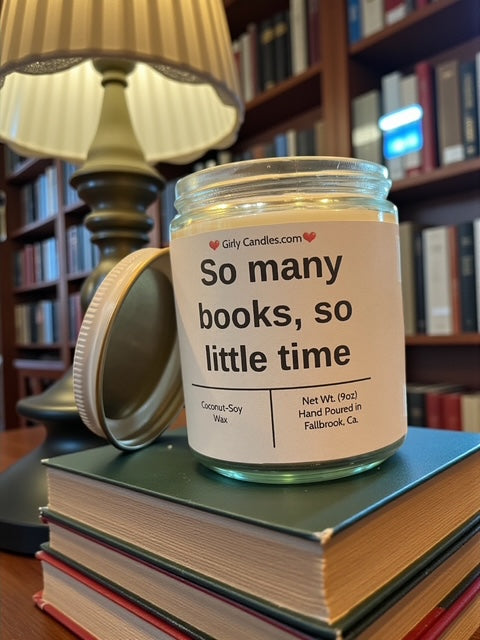 Girly Candles.com
So many
books, so
little time
Coconut-Soy
Wax
Net Wt. (9oz)
Hand Poured in
Fallbrook, Ca.